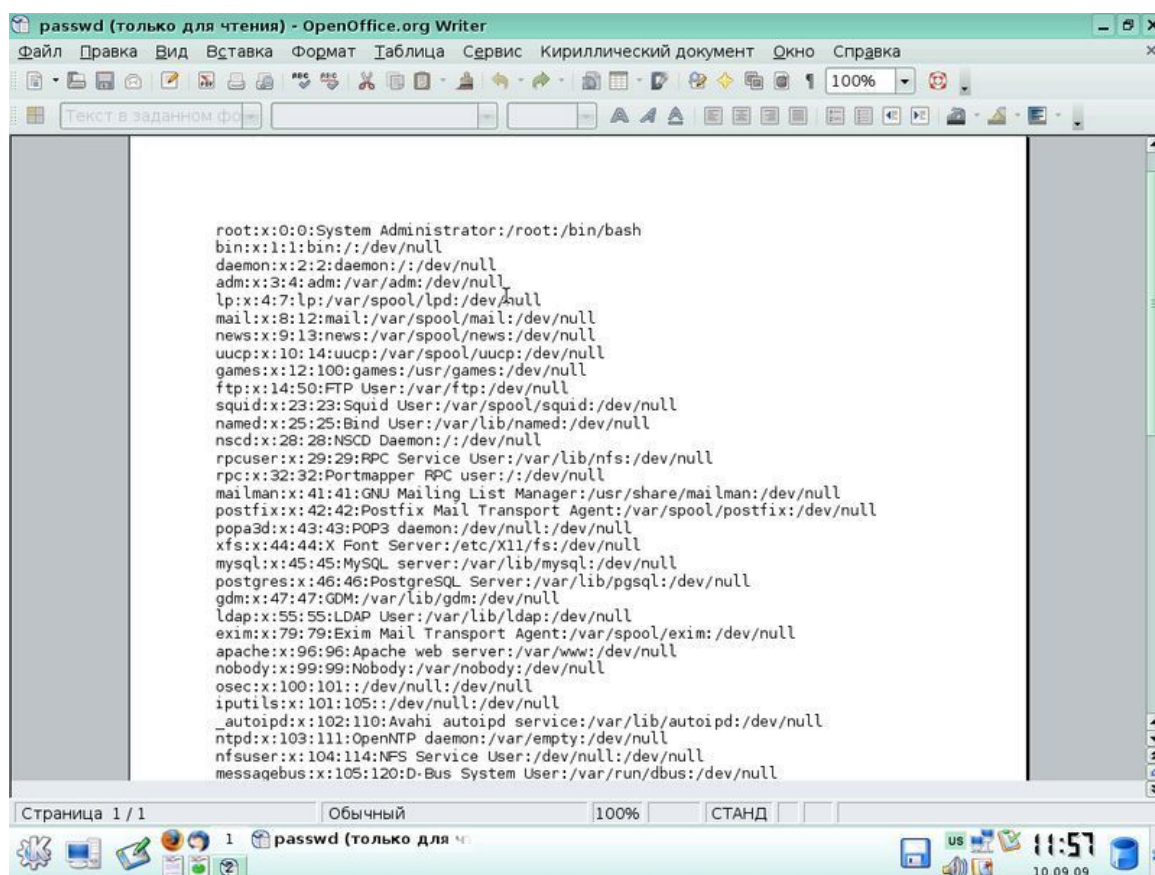 passwd (только для чтения) - OpenOffice.org Writer
Файл Правка Вид Вставка Формат Таблица Сервис Кириллический документ Окно Справка
100%
Текст в заданном фо
root:x:0:0:System Administrator:/root:/bin/bash
bin:x:1:1:bin:/:/dev/null
daemon:x:2:2:daemon:/:/dev/null
adm:x:3:4:adm:/var/adm:/dev/null
lp:x:4:7:lp:/var/spool/lpd:/dev/null
mail:x:8:12:mail:/var/spool/mail:/dev/null
news:x:9:13:news:/var/spool/news:/dev/null
uucp:x:10:14:uucp:/var/spool/uucp:/dev/null
games:x:12:100:games:/usr/games:/dev/null
ftp:x:14:50:FTP User:/var/ftp:/dev/null
squid:x:23:23:Squid User:/var/spool/squid:/dev/null
named:x:25:25:Bind User:/var/lib/named:/dev/null
nscd:x:28:28:NSCD Daemon:/:/dev/null
rpcuser:x:29:29:RPC Service User:/var/lib/nfs:/dev/null
rpc:x:32:32:Portmapper RPC user:/:/dev/null
mailman:x:41:41:GNU Mailing List Manager:/usr/share/mailman:/dev/null
postfix:x:42:42:Postfix Mail Transport Agent:/var/spool/postfix:/dev/null
popa3d:x:43:43:POP3 daemon:/dev/null:/dev/null
xfs:x:44:44:X Font Server:/etc/X11/fs:/dev/null
mysql:x:45:45:MySQL server:/var/lib/mysql:/dev/null
postgres:x:46:46:PostgreSQL Server:/var/lib/pgsql:/dev/null
gdm:x:47:47:GDM:/var/lib/gdm:/dev/null
ldap:x:55:55:LDAP User:/var/lib/ldap:/dev/null
exim:x:79:79:Exim Mail Transport Agent:/var/spool/exim:/dev/null
apache:x:96:96:Apache web server:/var/www:/dev/null
nobody:x:99:99:Nobody:/var/nobody:/dev/null
osec:x:100:101::/dev/null:/dev/null
iputils:x:101:105::/dev/null:/dev/null
_autoipd:x:102:110:Avahi autoipd service:/var/lib/autoipd:/dev/null
ntpd:x:103:111:OpenNTP daemon:/var/empty:/dev/null
nfsuser:x:104:114:NFS Service User:/dev/null:/dev/null
messagebus:x:105:120:D-Bus System User:/var/run/dbus:/dev/null
Страница 1 / 1 Обычный 100% СТАНД
1 passwd (только для ч
2
US
11:57
10.09.09